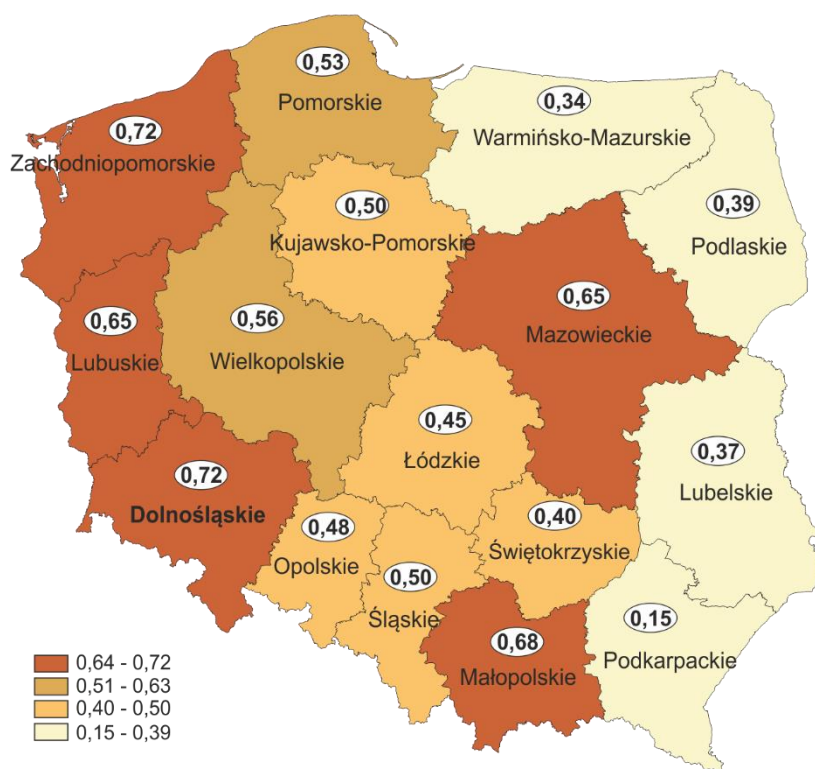 0,53
Pomorskie
0,34
Warmińsko-Mazurskie
0,72
Zachodniopomorskie
0,50
Kujawsko-Pomorskie
0,39
Podlaskie
0,65
Lubuskie
0,56
Wielkopolskie
0,65
Mazowieckie
0,45
Łódzkie
0,37
Lubelskie
0,72
Dolnośląskie
0,48
Opolskie
0,50
Śląskie
0,40
Świętokrzyskie
0,68
Małopolskie
0,15
Podkarpackie
0,64 - 0,72
0,51 - 0,63
0,40 - 0,50
0,15 - 0,39